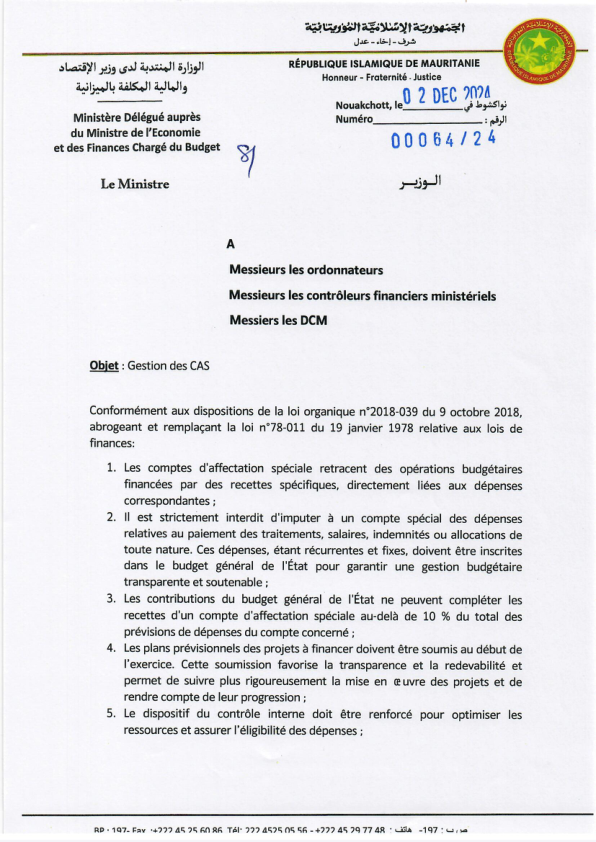 الجمهورية الإسلامية الموريتانية
شرف - إخاء - عدل
RÉPUBLIQUE ISLAMIQUE DE MAURITANIE
Honneur - Fraternité - Justice
الوزارة المنتدبة لدى وزير الإقتصاد
والمالية المكلفة بالميزانية
Ministère Délégué auprès
du Ministre de l'Economie
et des Finances Chargé du Budget
Le Ministre
02 DEC 2024
Nouakchott, le نواكشوط في
Numéro الرقم :
00064/24
الوزير
A
Messieurs les ordonnateurs
Messieurs les contrôleurs financiers ministériels
Messiers les DCM
Objet : Gestion des CAS
Conformément aux dispositions de la loi organique n°2018-039 du 9 octobre 2018,
abrogeant et remplaçant la loi n°78-011 du 19 janvier 1978 relative aux lois de
finances:
1. Les comptes d'affectation spéciale retracent des opérations budgétaires
financées par des recettes spécifiques, directement liées aux dépenses
correspondantes ;
2. Il est strictement interdit d'imputer à un compte spécial des dépenses
relatives au paiement des traitements, salaires, indemnités ou allocations de
toute nature. Ces dépenses, étant récurrentes et fixes, doivent être inscrites
dans le budget général de l'État pour garantir une gestion budgétaire
transparente et soutenable ;
3. Les contributions du budget général de l'État ne peuvent compléter les
recettes d'un compte d'affectation spéciale au-delà de 10 % du total des
prévisions de dépenses du compte concerné ;
4. Les plans prévisionnels des projets à financer doivent être soumis au début de
l'exercice. Cette soumission favorise la transparence et la redevabilité et
permet de suivre plus rigoureusement la mise en œuvre des projets et de
rendre compte de leur progression ;
5. Le dispositif du contrôle interne doit être renforcé pour optimiser les
ressources et assurer l'éligibilité des dépenses ;
BP : 197- Fax :+222 45 25 60 86 Tél: 222 4525 05 56 - +222 45 29 77 48 : هاتف -197 : ص ب